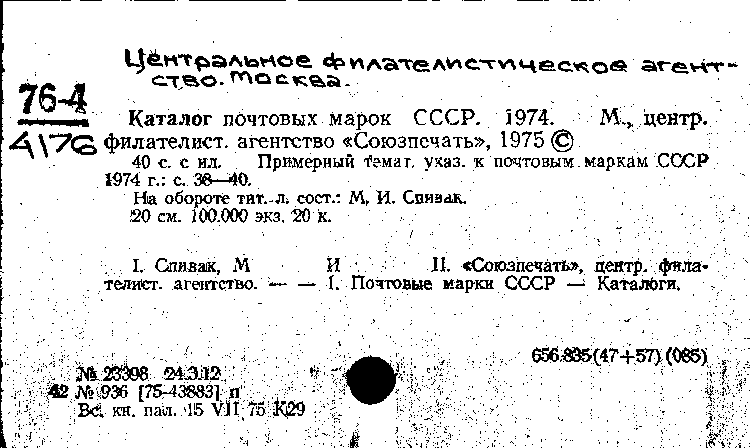 Центральное филателистическое агент-
ство. Москва.
76-4
4176
Каталог почтовых марок СССР. 1974. М., центр.
филателист. агентство «Союзпечать», 1975 ©
40 с. с ил. Примерный темат. указ. к почтовым маркам СССР
1974 г.: с. 38—40.
На обороте тит. л. сост.: М. И. Спивак.
20 см. 100.000 экз. 20 к.
I. Спивак, М И II. «Союзпечать», центр. фила-
телист. агентство. — — 1. Почтовые марки СССР — Каталоги.
656.835(47+57) (085)
№ 23398 24.3.12
42 № 936 [75-43883] п
Вс. кн. пал. 15 VII 75 К29